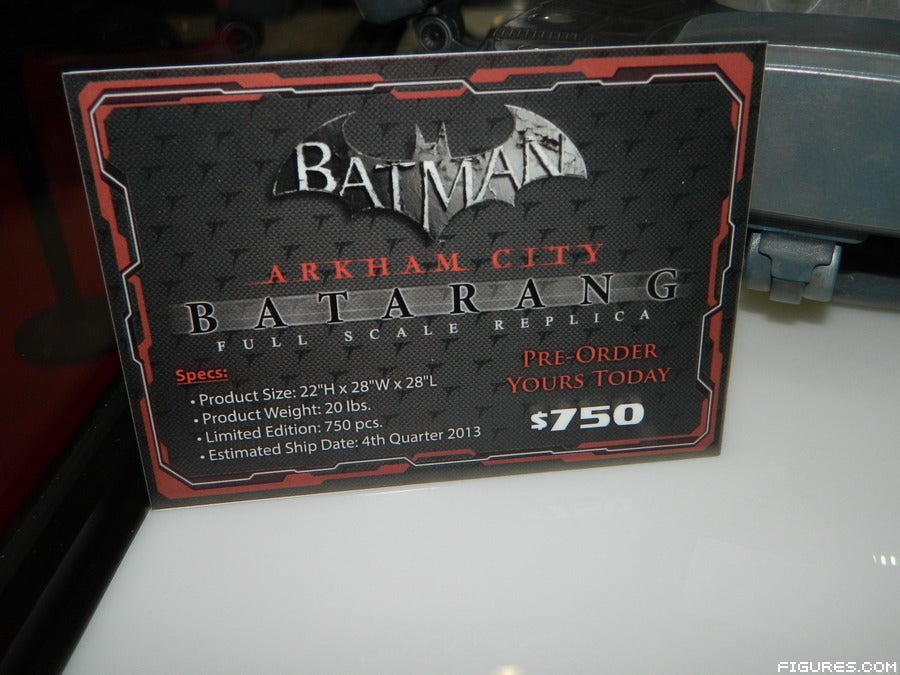 BATMAN
ARKHAM CITY
BATARANG
FULL SCALE REPLICA
Specs:
• Product Size: 22"H x 28"W x 28"L
• Product Weight: 20 lbs.
• Limited Edition: 750 pcs.
• Estimated Ship Date: 4th Quarter 2013
PRE-ORDER
YOURS TODAY
$750
FIGURES.COM